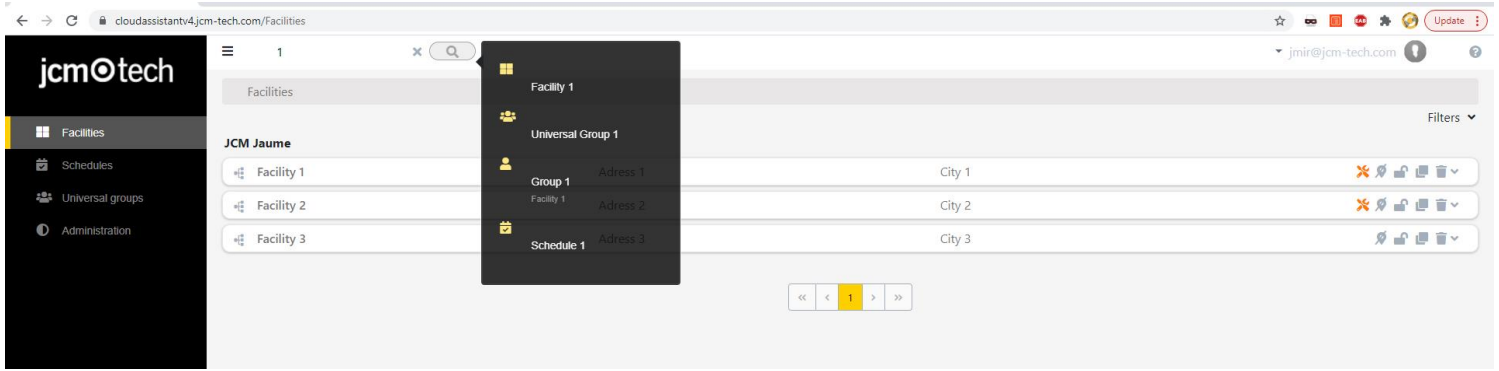 cloudassistantv4.jcm-tech.com/Facilities
Update
jcm tech
1
jmir@jcm-tech.com
Facilities
Filters
Facilities
Schedules
Universal groups
Administration
JCM Jaume
Facility 1 Adress 1 City 1
Facility 2 Adress 2 City 2
Facility 3 Adress 3 City 3
Facility 1
Universal Group 1
Group 1
Facility 1
Schedule 1
« < 1 > »